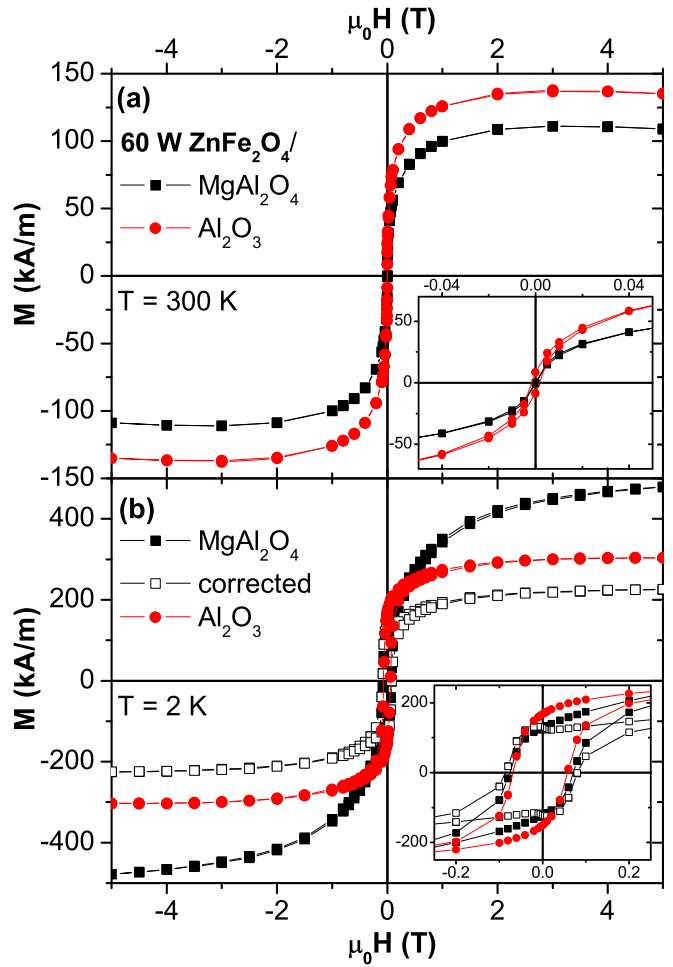 μ₀H (T)
-4 -2 0 2 4
150
100
50
0
-50
-100
-150
M (kA/m)
(a)
60 W ZnFe₂O₄/
MgAl₂O₄
Al₂O₃
T = 300 K
-0.04 0.00 0.04
50
0
-50
(b)
MgAl₂O₄
corrected
Al₂O₃
T = 2 K
400
200
0
-200
-400
M (kA/m)
200
0
-200
-0.2 0.0 0.2
-4 -2 0 2 4
μ₀H (T)